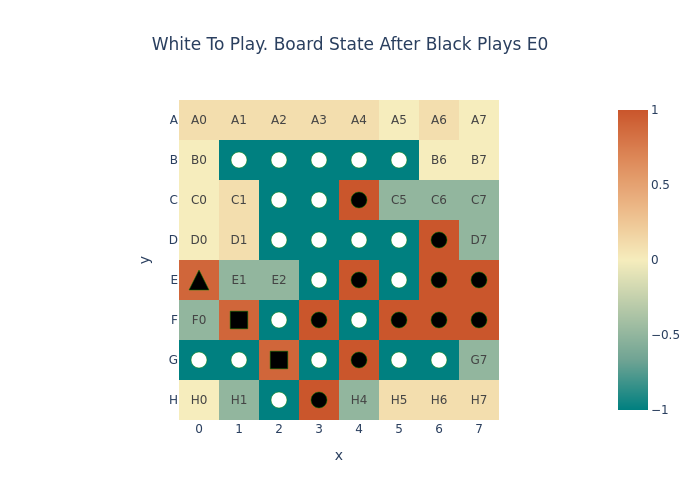 White To Play. Board State After Black Plays E0
A A0 A1 A2 A3 A4 A5 A6 A7
B B0 B6 B7
C C0 C1 C5 C6 C7
D D0 D1 D7
E E1 E2
F F0
G G7
H H0 H1 H4 H5 H6 H7
0 1 2 3 4 5 6 7
x
y
1
0.5
0
−0.5
−1